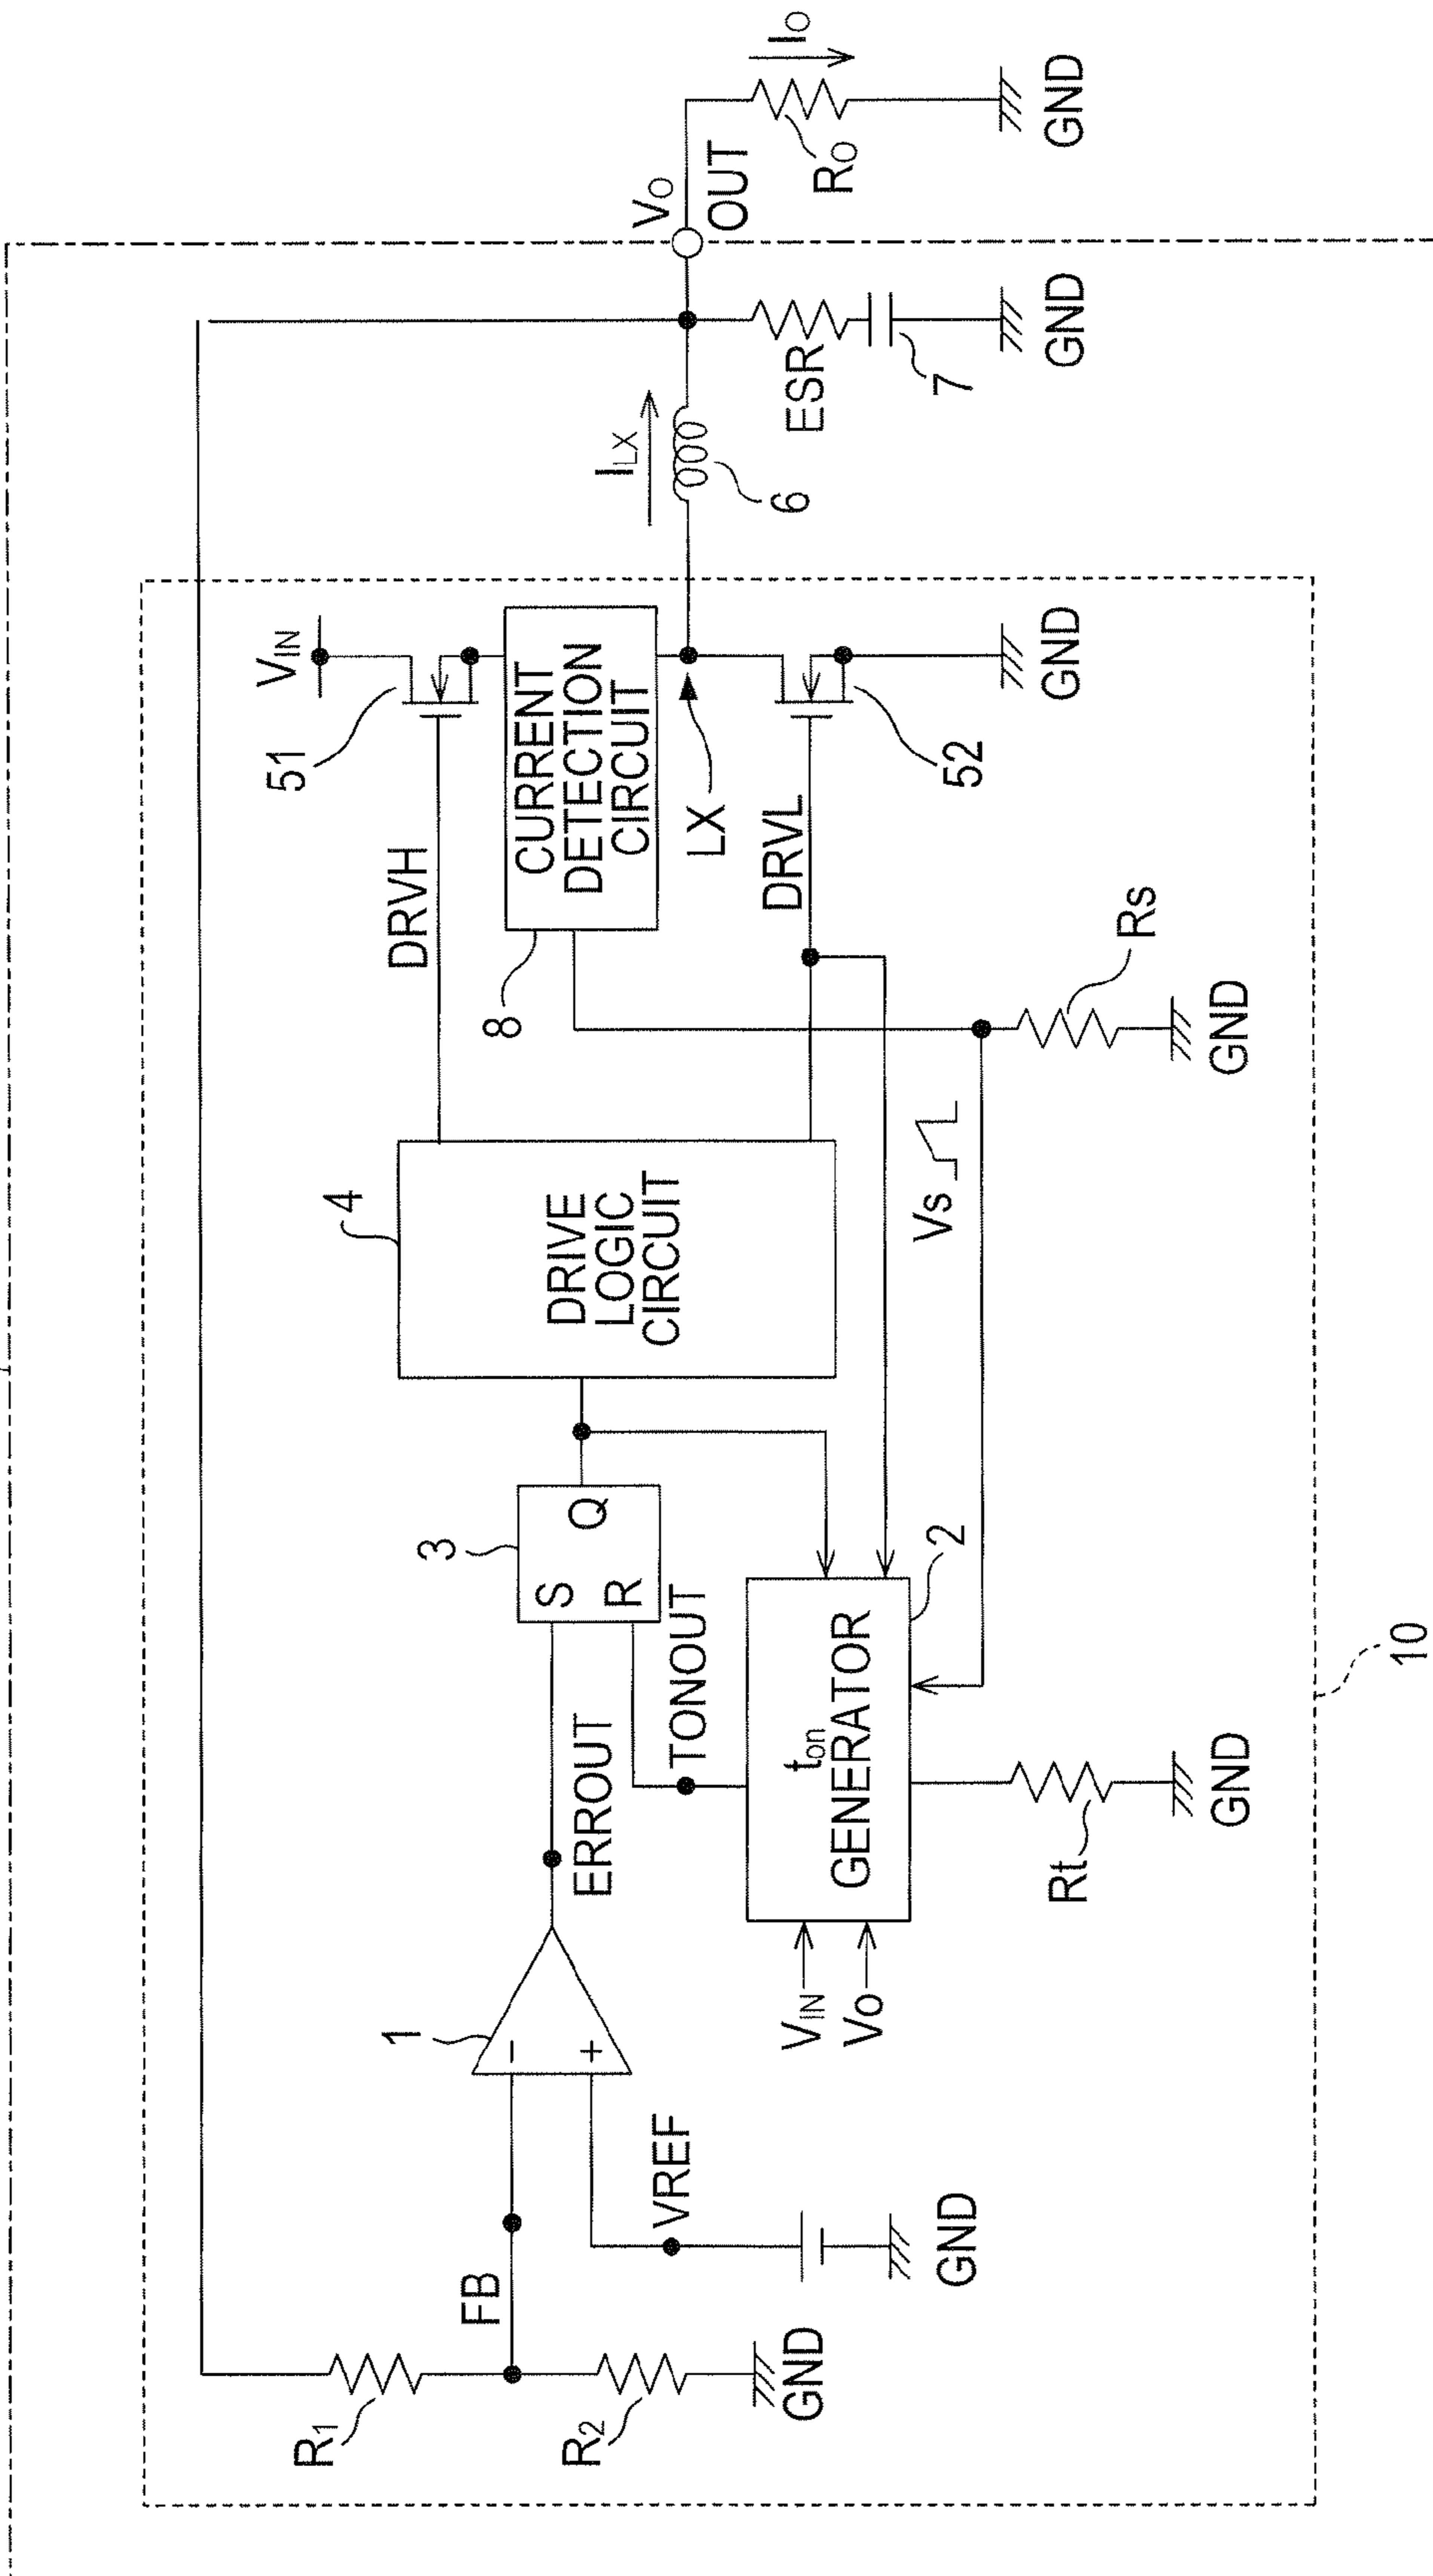 R1
R2
GND
FB
VREF
GND
1
−
+
ERROUT
TONOUT
3
S
R
Q
VIN
Vo
ton
GENERATOR
2
Rt
GND
4
DRIVE
LOGIC
CIRCUIT
Vs
Rs
GND
DRVH
DRVL
8
CURRENT
DETECTION
CIRCUIT
51
VIN
LX
52
GND
ILX
6
ESR
7
GND
VO
OUT
RO
IO
GND
10